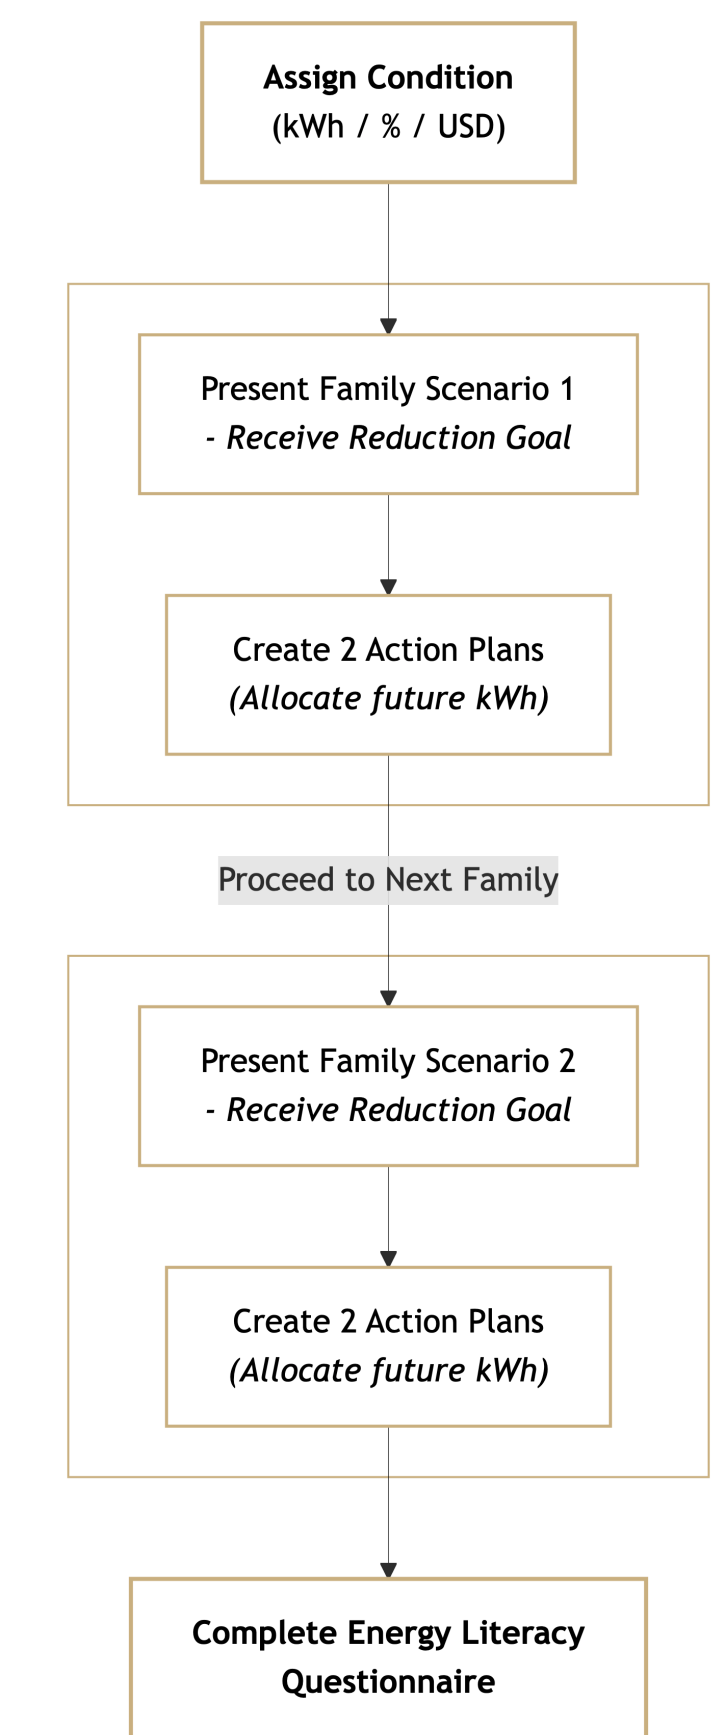 Assign Condition
(kWh / % / USD)
Present Family Scenario 1
- Receive Reduction Goal
Create 2 Action Plans
(Allocate future kWh)
Proceed to Next Family
Present Family Scenario 2
- Receive Reduction Goal
Create 2 Action Plans
(Allocate future kWh)
Complete Energy Literacy
Questionnaire